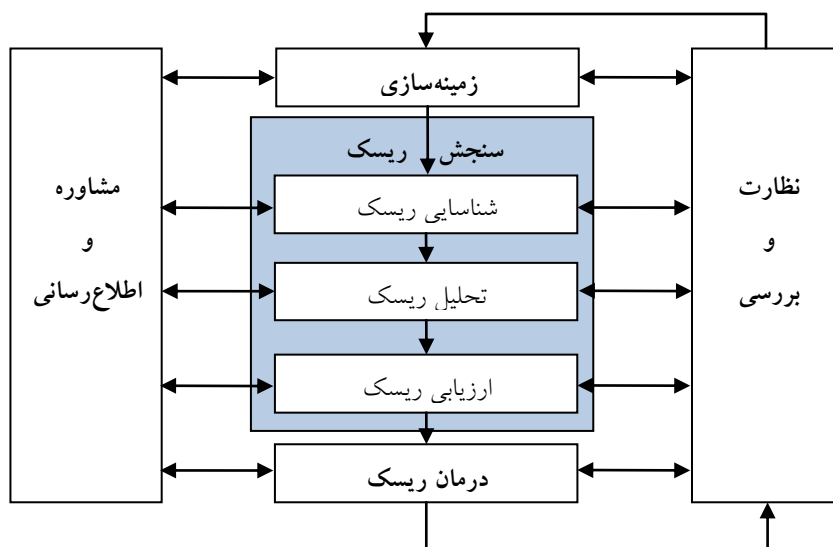 زمینه‌سازی
سنجش ریسک
شناسایی ریسک
تحلیل ریسک
ارزیابی ریسک
درمان ریسک
نظارت
و
بررسی
مشاوره
و
اطلاع‌رسانی